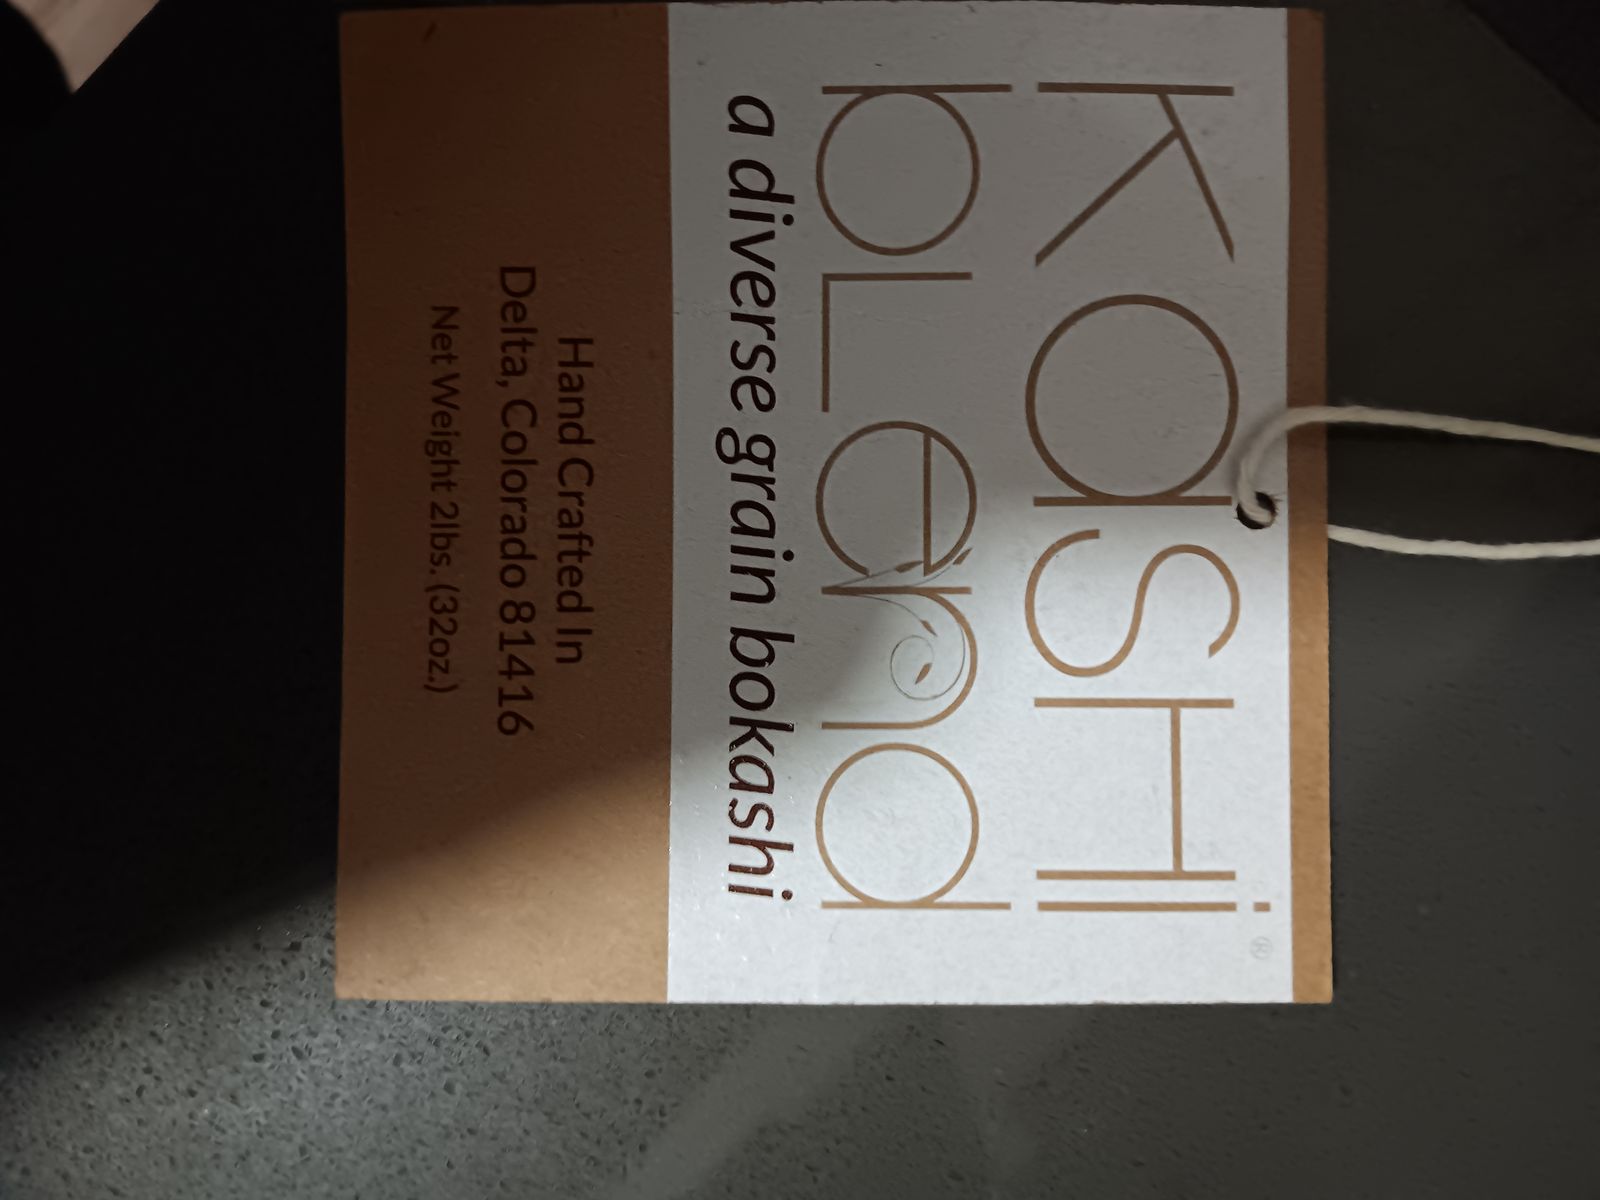 KaSHi®
bLend
a diverse grain bokashi
Hand Crafted In
Delta, Colorado 81416
Net Weight 2lbs. (32oz.)